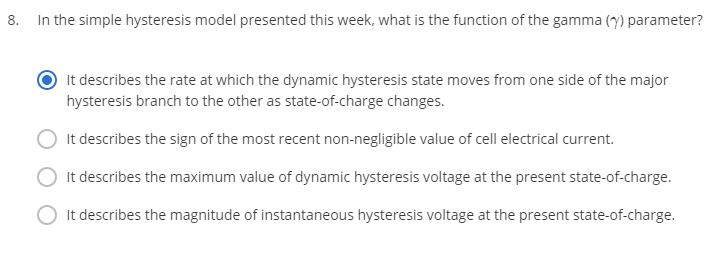 8. In the simple hysteresis model presented this week, what is the function of the gamma (γ) parameter?
It describes the rate at which the dynamic hysteresis state moves from one side of the major
hysteresis branch to the other as state-of-charge changes.
It describes the sign of the most recent non-negligible value of cell electrical current.
It describes the maximum value of dynamic hysteresis voltage at the present state-of-charge.
It describes the magnitude of instantaneous hysteresis voltage at the present state-of-charge.